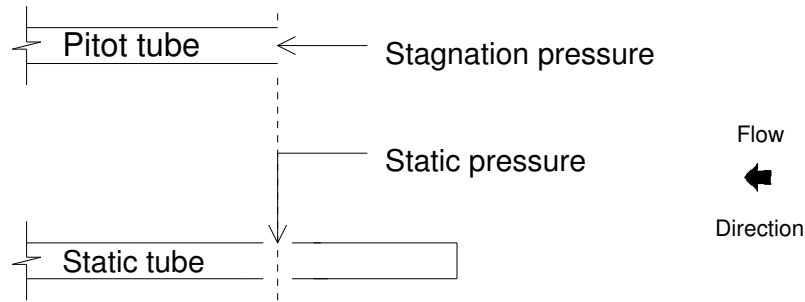 Pitot tube
Stagnation pressure
Flow
Static pressure
Direction
Static tube